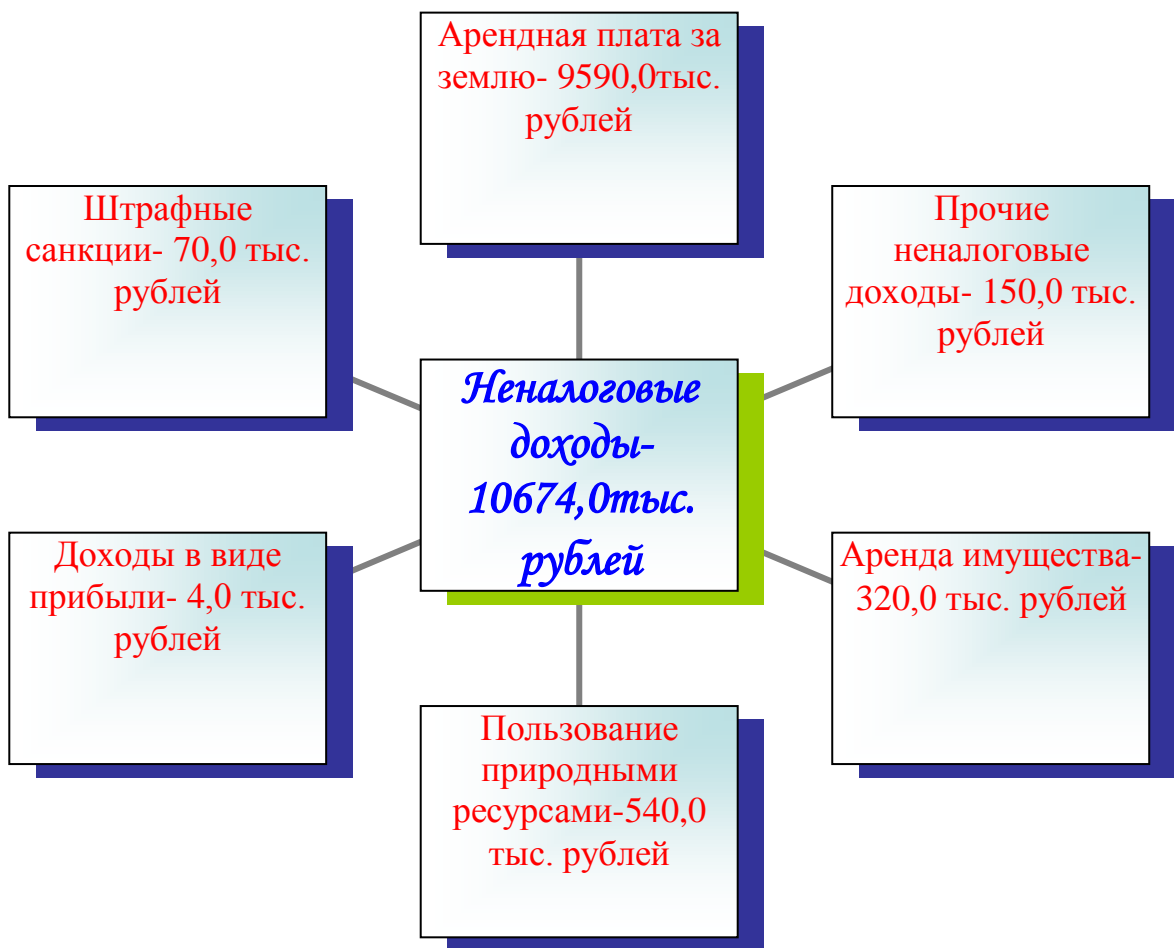 Арендная плата за
землю- 9590,0тыс.
рублей
Штрафные
санкции- 70,0 тыс.
рублей
Прочие
неналоговые
доходы- 150,0 тыс.
рублей
Неналоговые
доходы-
10674,0тыс.
рублей
Доходы в виде
прибыли- 4,0 тыс.
рублей
Аренда имущества-
320,0 тыс. рублей
Пользование
природными
ресурсами-540,0
тыс. рублей